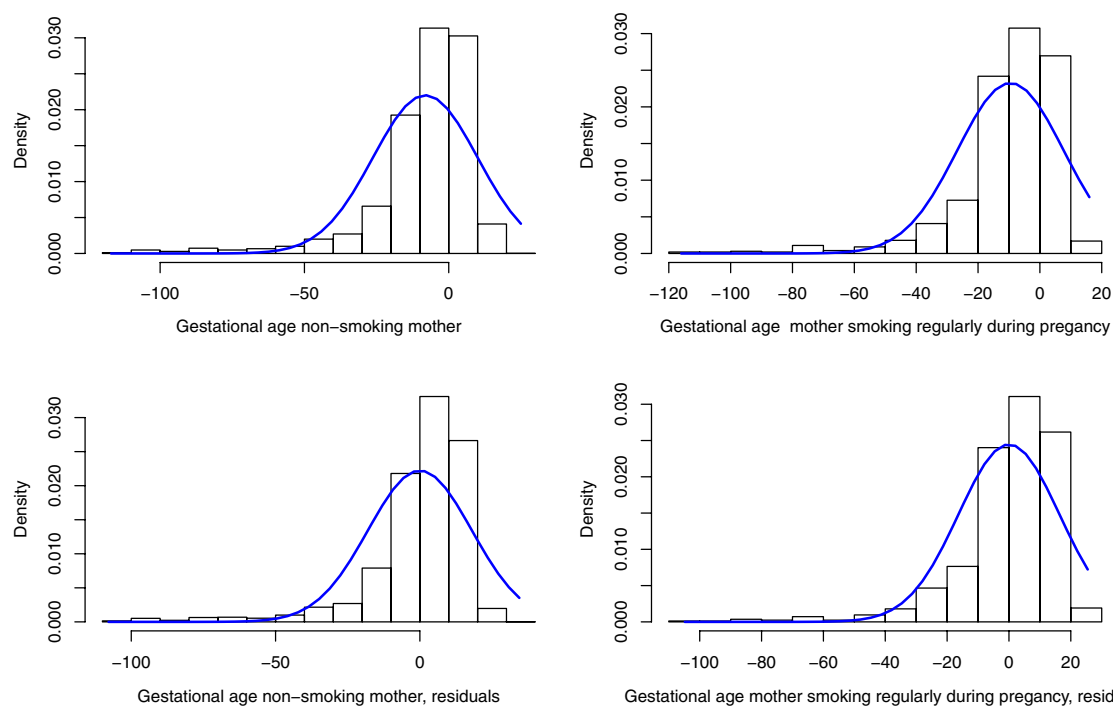 0.030
0.020
Density
0.010
0.000
−100 −50 0
Gestational age non−smoking mother
0.030
0.020
Density
0.010
0.000
−120 −100 −80 −60 −40 −20 0 20
Gestational age mother smoking regularly during pregancy
0.030
0.020
Density
0.010
0.000
−100 −50 0
Gestational age non−smoking mother, residuals
0.030
0.020
Density
0.010
0.000
−100 −80 −60 −40 −20 0 20
Gestational age mother smoking regularly during pregancy, resid